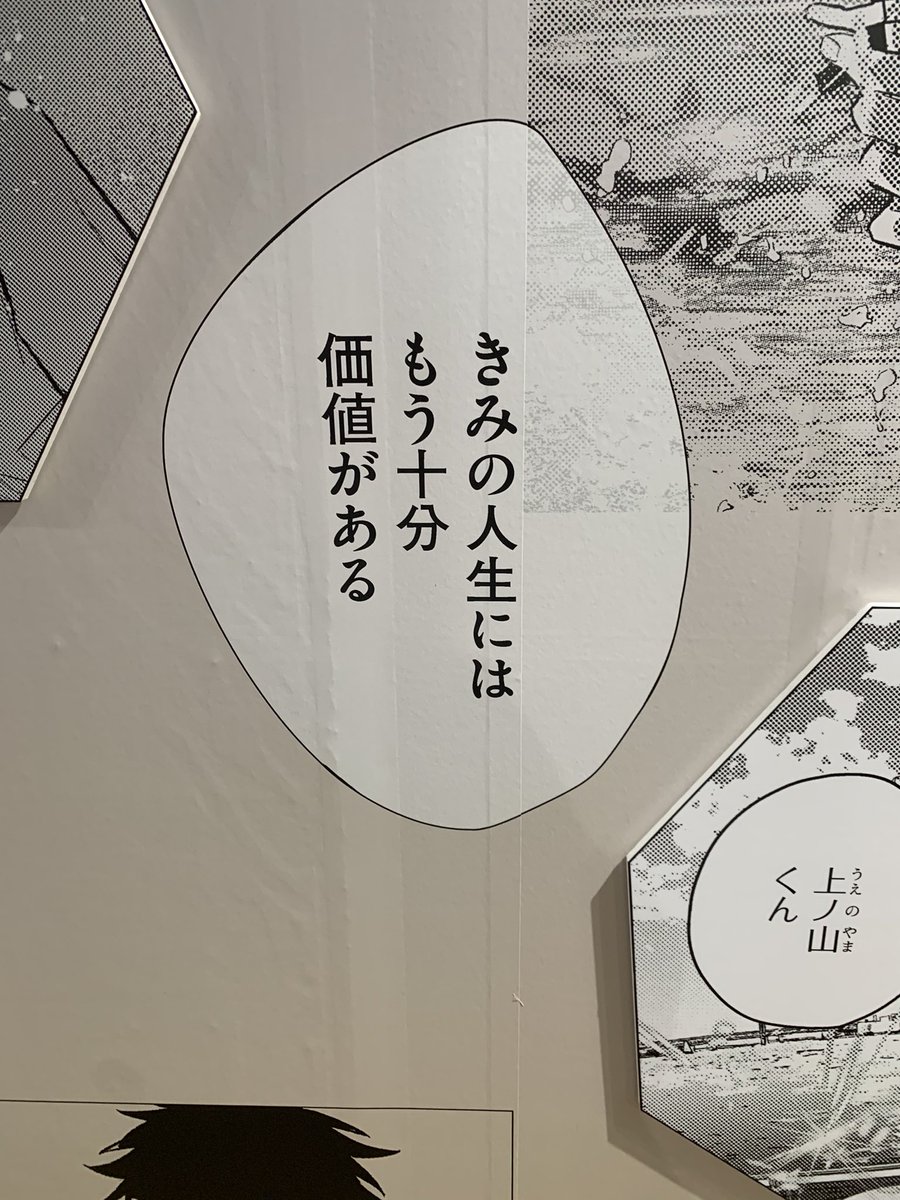 きみの人生には
もう十分
価値がある
上ノ山
うえのやま
くん